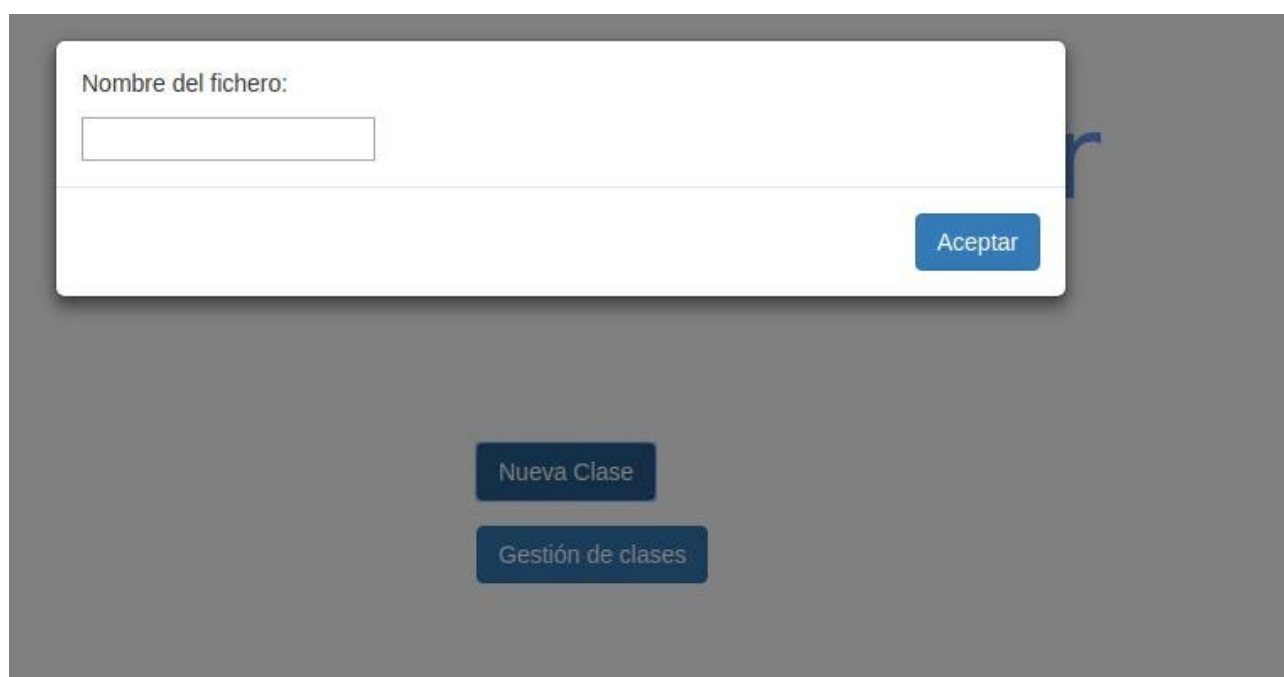 Nombre del fichero:
r
Aceptar
Nueva Clase
Gestión de clases